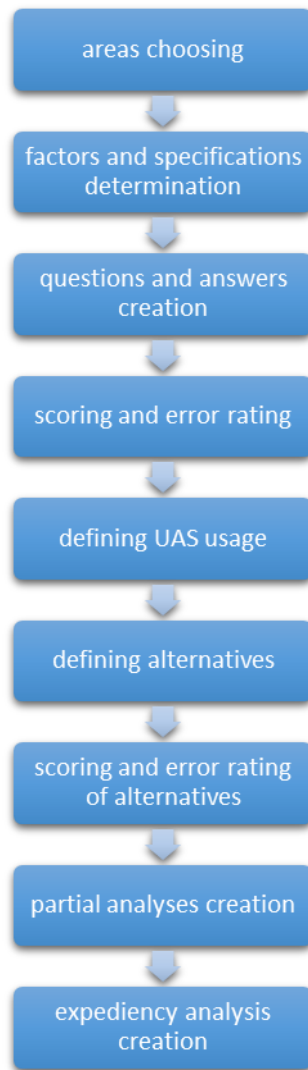 areas choosing
factors and specifications
determination
questions and answers
creation
scoring and error rating
defining UAS usage
defining alternatives
scoring and error rating
of alternatives
partial analyses creation
expediency analysis
creation